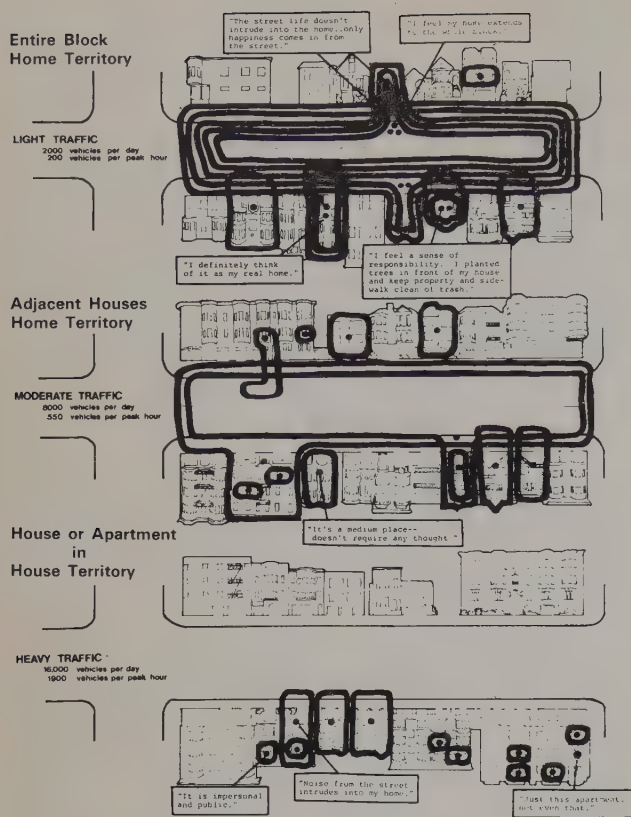 Entire Block
Home Territory
"The street life doesn't
intrude into the home..only
happiness comes in from
the street."
"I feel my home extends
to the whole block."
LIGHT TRAFFIC
2000 vehicles per day
200 vehicles per peak hour
"I definitely think
of it as my real home."
"I feel a sense of
responsibility. I planted
trees in front of my house
and keep property and side-
walk clean of trash."
Adjacent Houses
Home Territory
MODERATE TRAFFIC
8000 vehicles per day
550 vehicles per peak hour
"It's a medium place--
doesn't require any thought
House or Apartment
in
House Territory
HEAVY TRAFFIC
16,000 vehicles per day
1900 vehicles per peak hour
"It is impersonal
and public."
"Noise from the street
intrudes into my home."
"Just this apartment,
not even that."